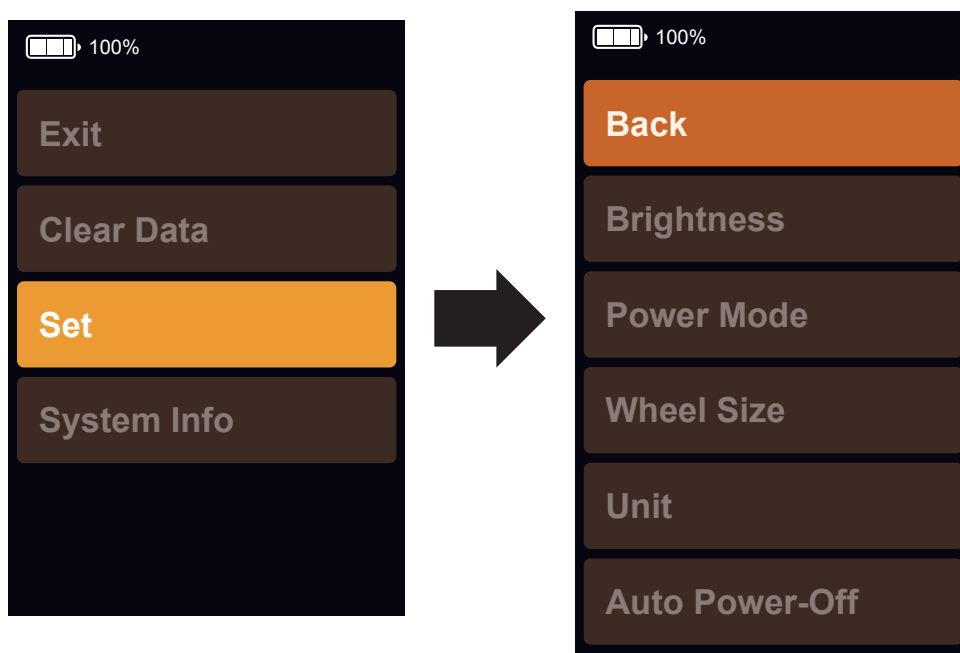 100%
Exit
Clear Data
Set
System Info
100%
Back
Brightness
Power Mode
Wheel Size
Unit
Auto Power-Off